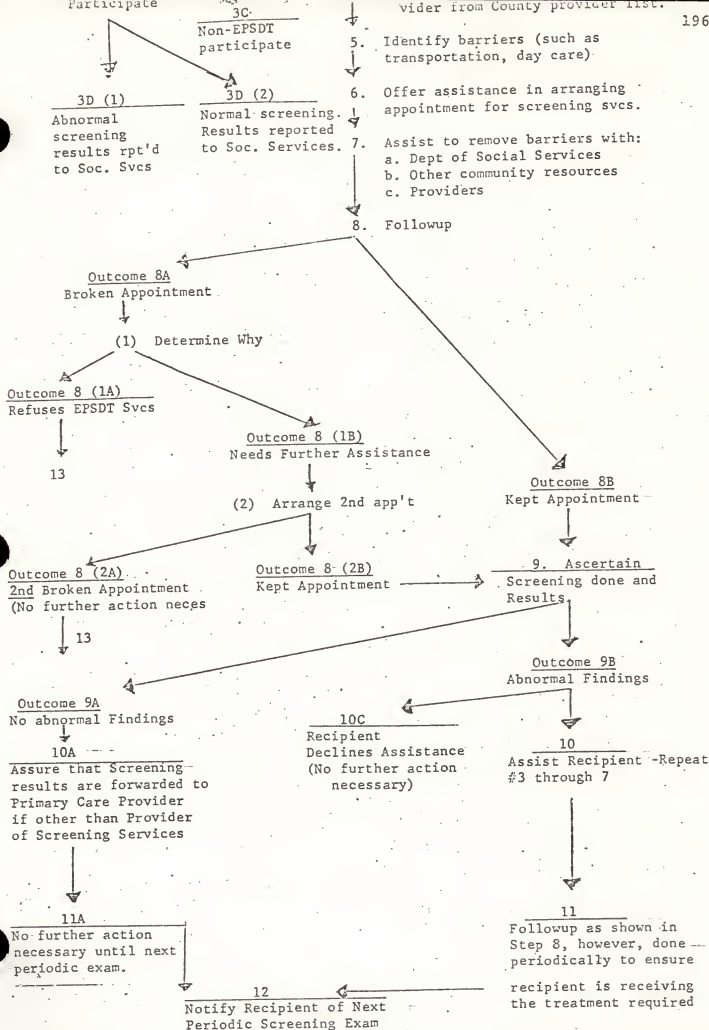 Participate
3C
Non-EPSDT
participate
vider from County provider list.
196
5. Identify barriers (such as
transportation, day care)
3D (1)
Abnormal
screening
results rpt'd
to Soc. Svcs
3D (2)
Normal screening.
Results reported
to Soc. Services.
6. Offer assistance in arranging
appointment for screening svcs.
7. Assist to remove barriers with:
a. Dept of Social Services
b. Other community resources
c. Providers
8. Followup
Outcome 8A
Broken Appointment
(1) Determine Why
Outcome 8 (1A)
Refuses EPSDT Svcs
13
Outcome 8 (1B)
Needs Further Assistance
(2) Arrange 2nd app't
Outcome 8B
Kept Appointment
Outcome 8 (2A)
2nd Broken Appointment
(No further action neces
13
Outcome 8 (2B)
Kept Appointment
9. Ascertain
Screening done and
Results
Outcome 9A
No abnormal Findings
10A
Assure that Screening
results are forwarded to
Primary Care Provider
if other than Provider
of Screening Services
Outcome 9B
Abnormal Findings
10C
Recipient
Declines Assistance
(No further action
necessary)
10
Assist Recipient -Repeat
#3 through 7
11A
No further action
necessary until next
periodic exam.
11
Followup as shown in
Step 8, however, done
periodically to ensure
recipient is receiving
the treatment required
12
Notify Recipient of Next
Periodic Screening Exam